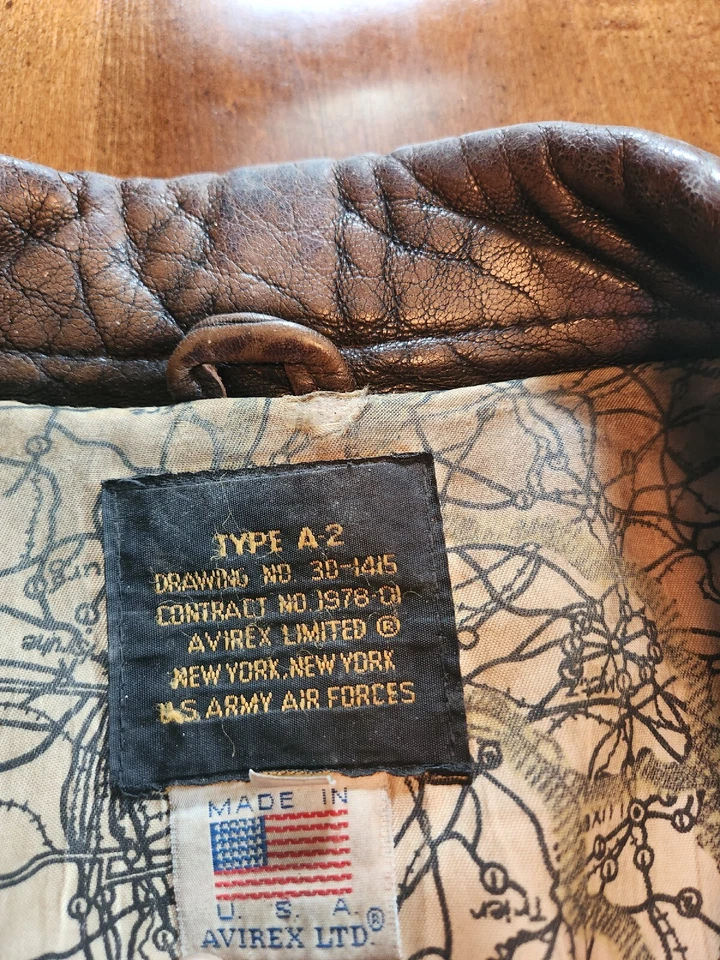 TYPE A-2
DRAWING NO. 30-1415
CONTRACT NO. 1978-01
AVIREX LIMITED ®
NEW YORK, NEW YORK
U.S. ARMY AIR FORCES
MADE IN
U. S. A.
AVIREX LTD.®
Trier